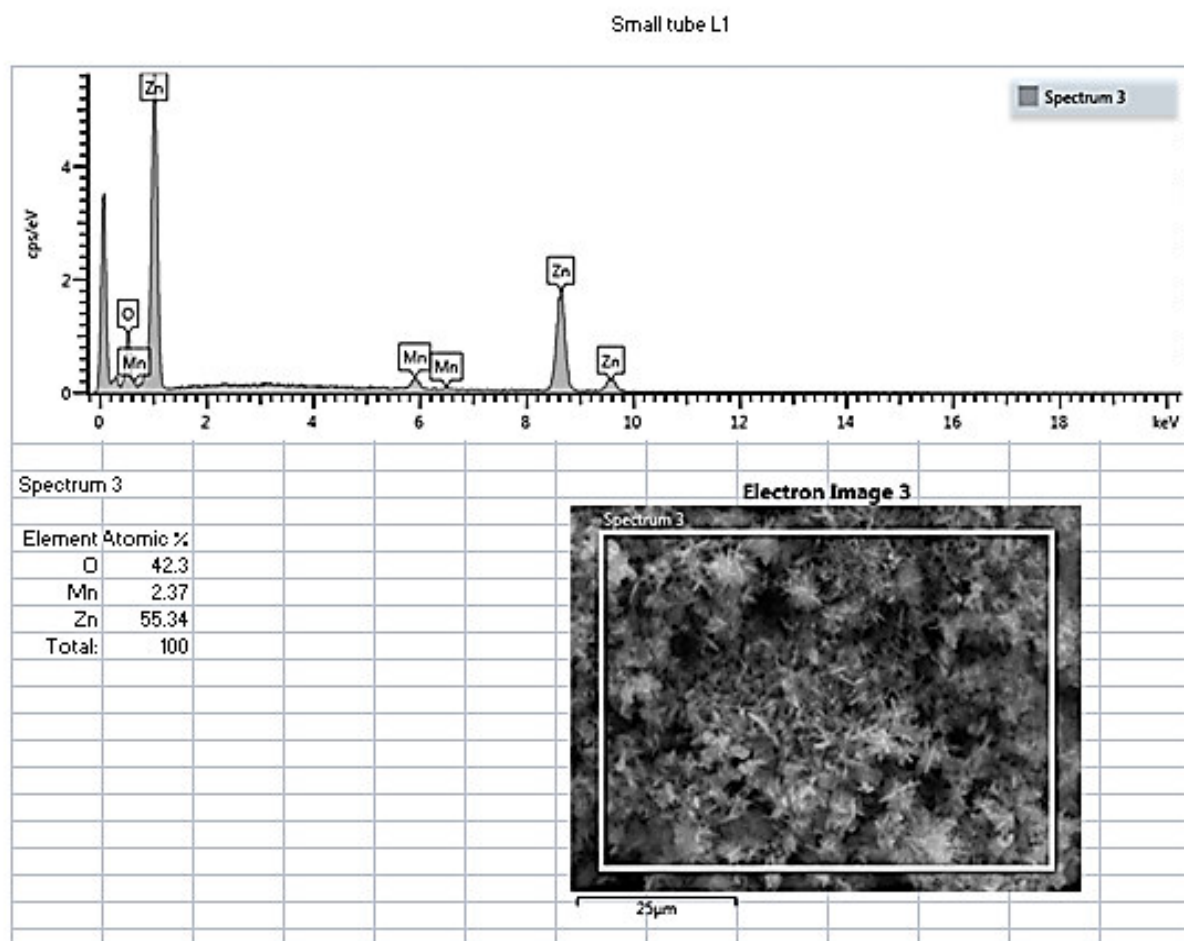 Small tube L1
Zn
Spectrum 3
4
cps/eV
Zn
2
O
Mn
Mn
Mn
Zn
0
0 2 4 6 8 10 12 14 16 18 keV
Spectrum 3
Electron Image 3
Spectrum 3
Element Atomic %
O 42.3
Mn 2.37
Zn 55.34
Total: 100
25µm